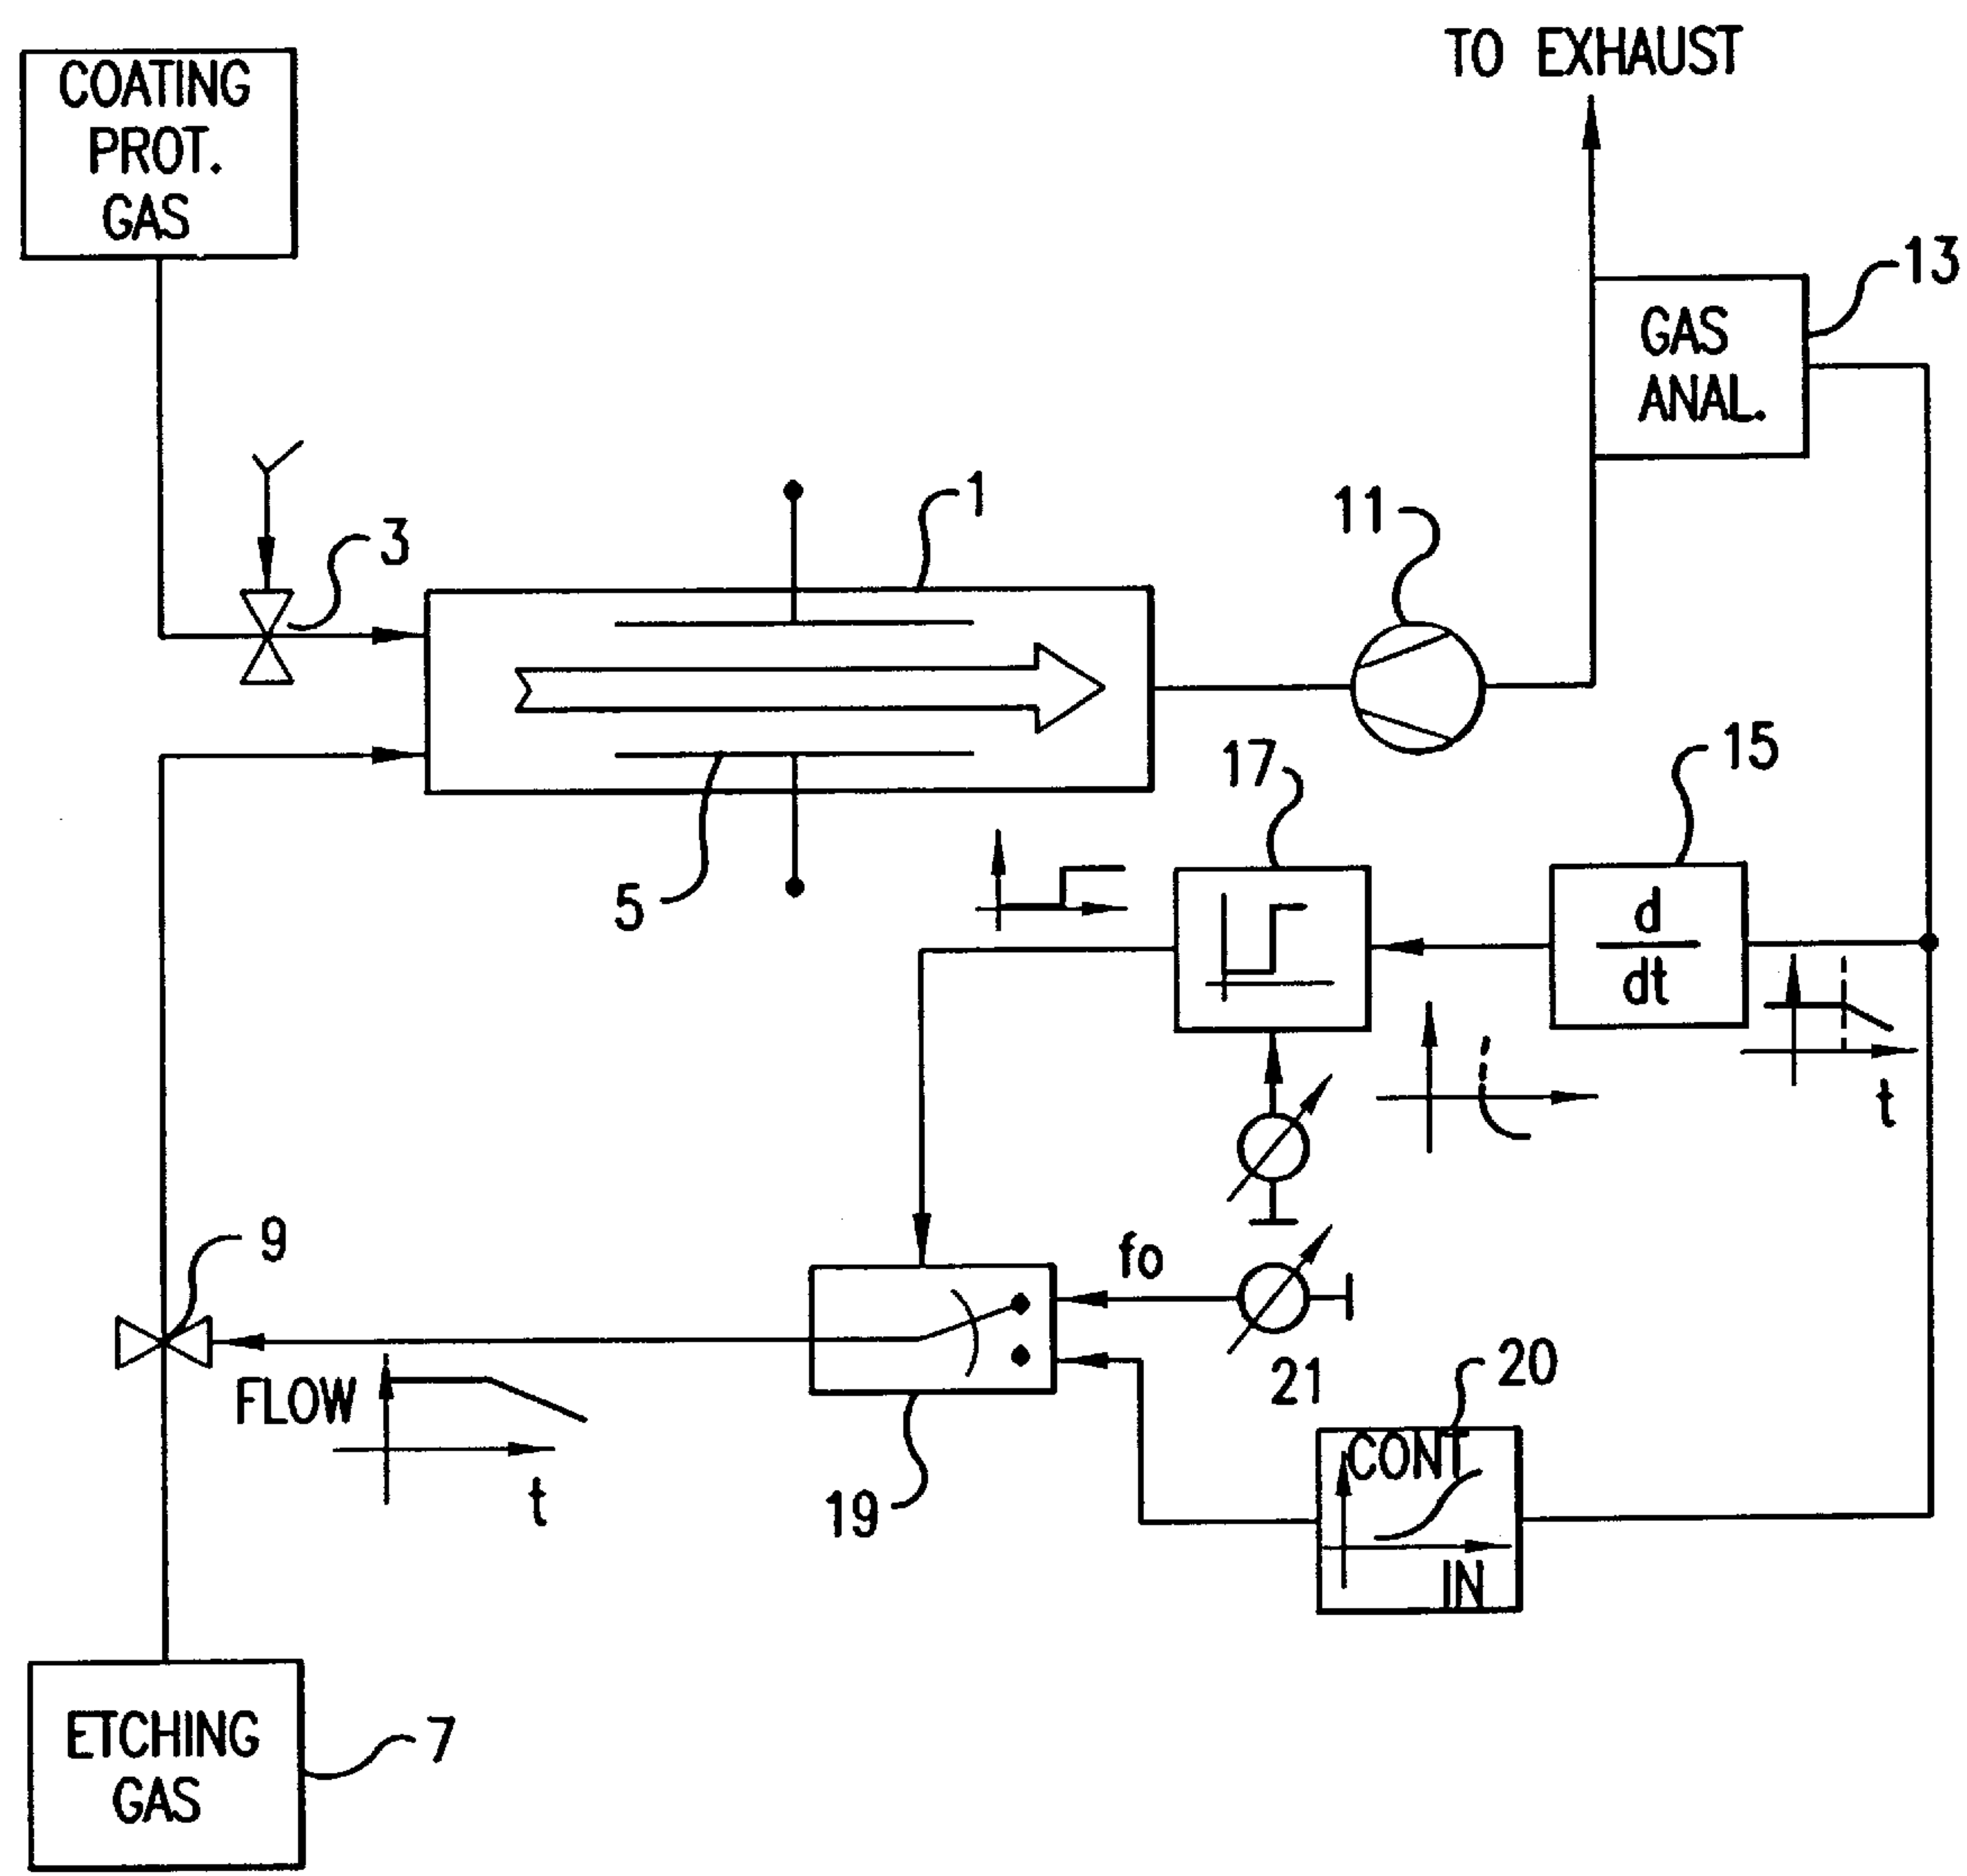 TO EXHAUST
COATING
PROT.
GAS
13
GAS
ANAL.
3
1
11
17
15
5
d
dt
t
9
fo
FLOW
t
21
20
19
CONT
IN
ETCHING
GAS
7